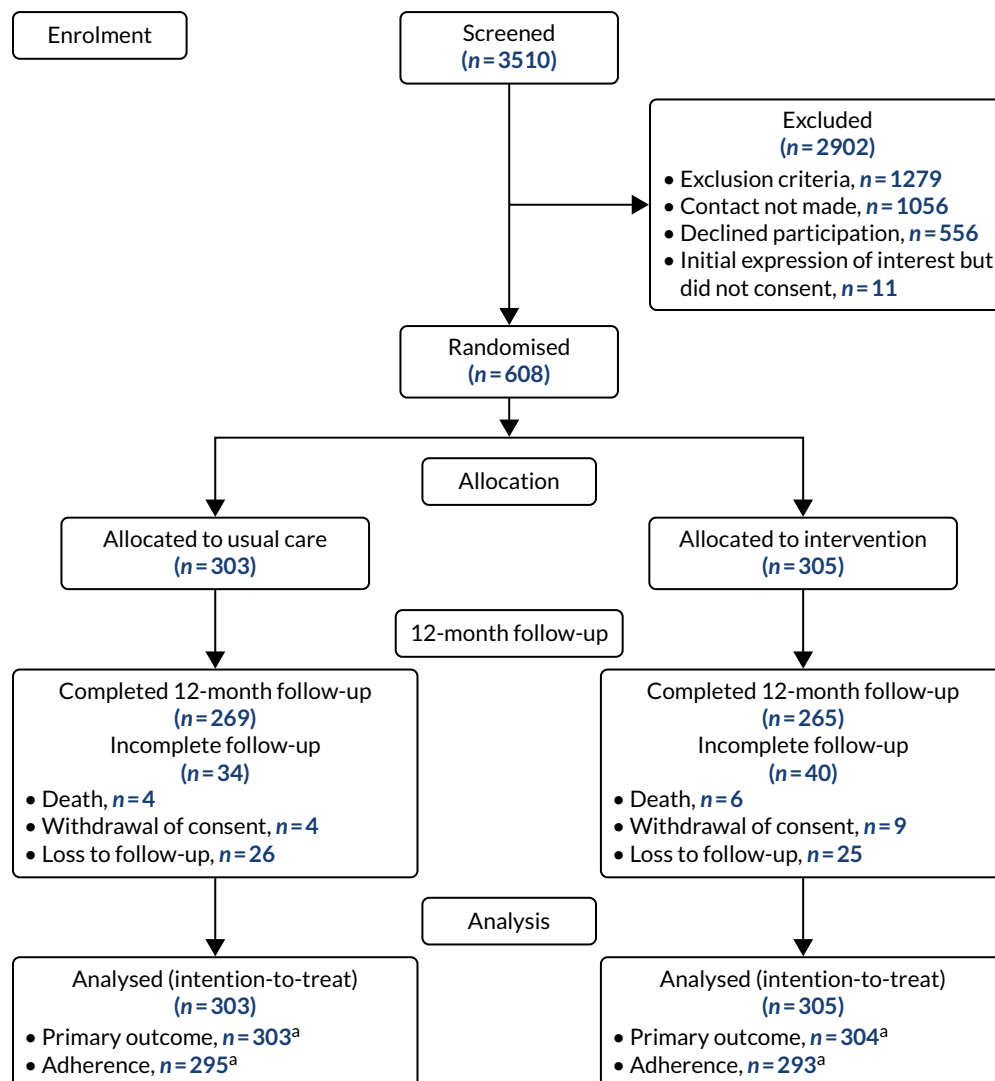 Enrolment
Screened
(n = 3510)
Excluded
(n = 2902)
• Exclusion criteria, n = 1279
• Contact not made, n = 1056
• Declined participation, n = 556
• Initial expression of interest but
did not consent, n = 11
Randomised
(n = 608)
Allocation
Allocated to usual care
(n = 303)
Allocated to intervention
(n = 305)
12-month follow-up
Completed 12-month follow-up
(n = 269)
Incomplete follow-up
(n = 34)
• Death, n = 4
• Withdrawal of consent, n = 4
• Loss to follow-up, n = 26
Completed 12-month follow-up
(n = 265)
Incomplete follow-up
(n = 40)
• Death, n = 6
• Withdrawal of consent, n = 9
• Loss to follow-up, n = 25
Analysis
Analysed (intention-to-treat)
(n = 303)
• Primary outcome, n = 303a
• Adherence, n = 295a
Analysed (intention-to-treat)
(n = 305)
• Primary outcome, n = 304a
• Adherence, n = 293a